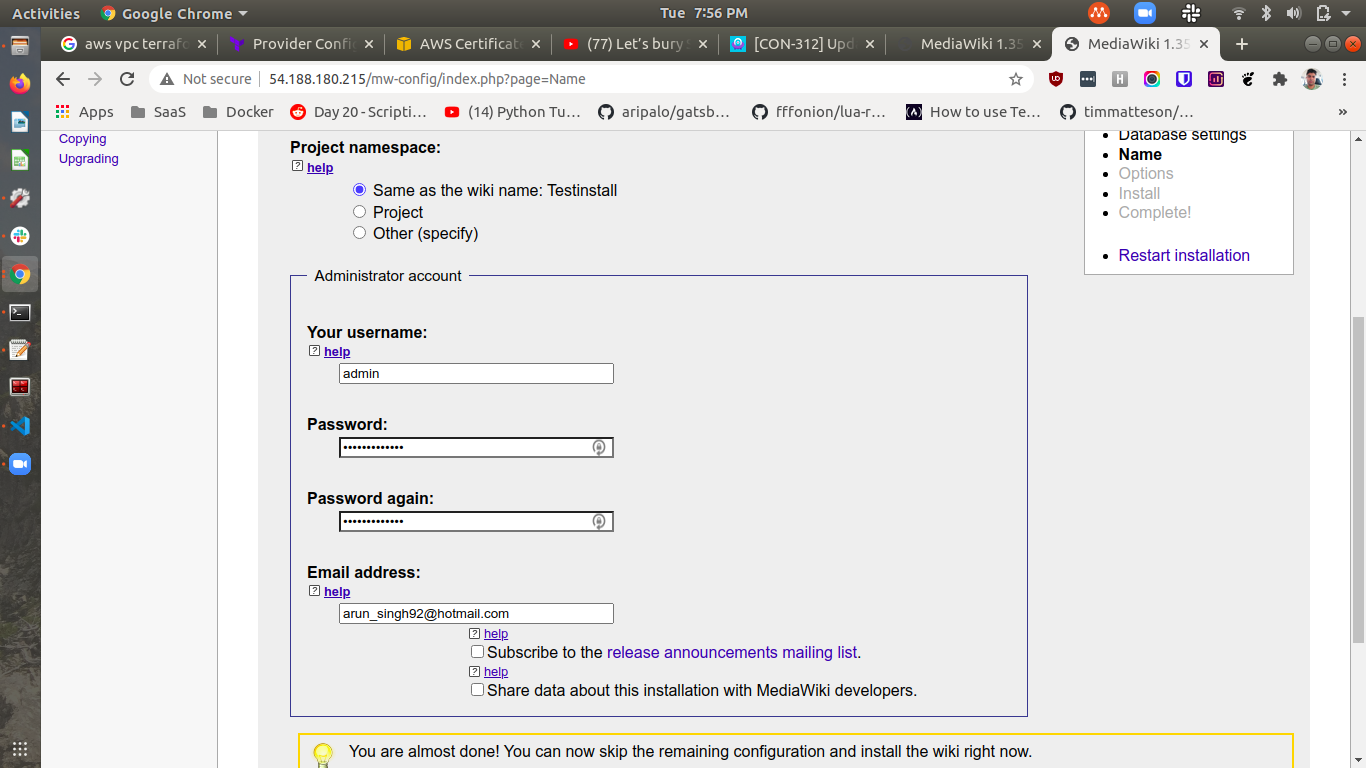 Activities
Google Chrome
Tue 7:56 PM
aws vpc terrafo
Provider Config
AWS Certificate
(77) Let's bury S
[CON-312] Upd
MediaWiki 1.35
MediaWiki 1.35
Not secure
54.188.180.215/mw-config/index.php?page=Name
Apps
SaaS
Docker
Day 20 - Scripti...
(14) Python Tu...
aripalo/gatsb...
fffonion/lua-r...
How to use Te...
timmatteson/...
»
Copying
Upgrading
Project namespace:
help
Same as the wiki name: Testinstall
Project
Other (specify)
Administrator account
Your username:
help
admin
Password:
•••••••••••••
Password again:
•••••••••••••
Email address:
help
arun_singh92@hotmail.com
help
Subscribe to the release announcements mailing list.
help
Share data about this installation with MediaWiki developers.
You are almost done! You can now skip the remaining configuration and install the wiki right now.
Database settings
Name
Options
Install
Complete!
Restart installation